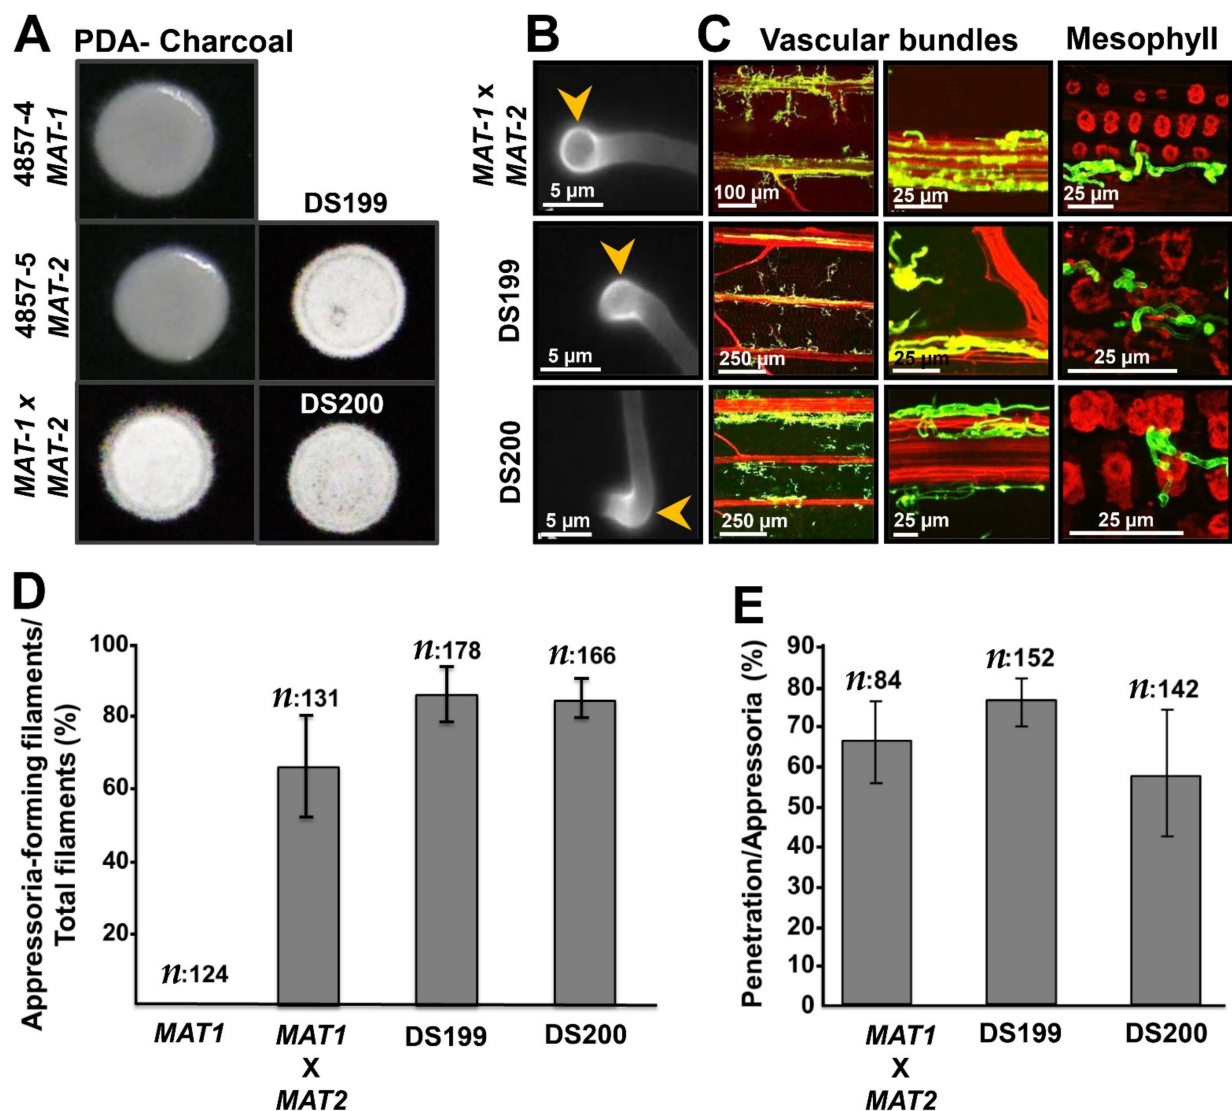 A PDA- Charcoal
4857-4
MAT-1
4857-5
MAT-2
MAT-1 x
MAT-2
DS199
DS200
B
MAT-1 x
MAT-2
DS199
DS200
5 µm
5 µm
5 µm
C Vascular bundles Mesophyll
100 µm
25 µm
25 µm
250 µm
25 µm
25 µm
250 µm
25 µm
25 µm
D
Appressoria-forming filaments/
Total filaments (%)
100
80
60
40
20
n:124
n:131
n:178
n:166
MAT1
MAT1
X
MAT2
DS199
DS200
E
Penetration/Appressoria (%)
90
80
70
60
50
40
30
20
10
0
n:84
n:152
n:142
MAT1
X
MAT2
DS199
DS200